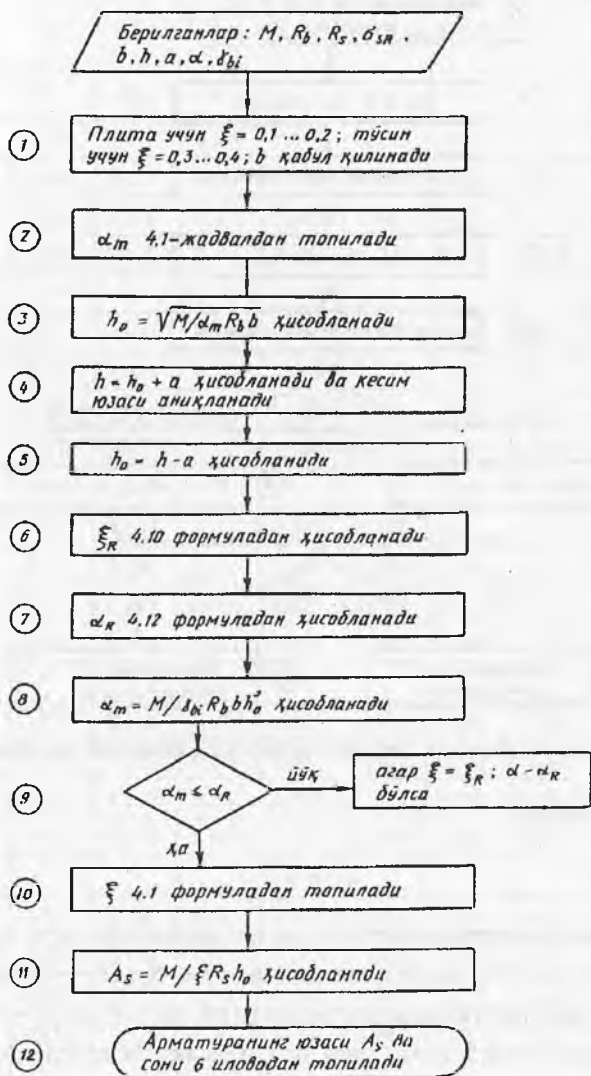 Берилганлар: M, R_b, R_s, σ_sR,
b, h, a, α, γ_bi
1
Плита учун ξ = 0,1 ... 0,2; тўсин
учун ξ = 0,3... 0,4; b қабул қилинади
2
α_m 4.1-жадвалдан топилади
3
h_o = √M/α_m R_b b ҳисобланади
4
h = h_o + a ҳисобланади ва кесим
юзаси аниқланади
5
h_o = h - a ҳисобланиди
6
ξ_R 4.10 формуладан ҳисобланади
7
α_R 4.12 формуладан ҳисобланади
8
α_m = M/γ_bi R_b b h_o² ҳисобланади
9
α_m ≤ α_R
йўқ
агар ξ = ξ_R; α - α_R
бўлса
ҳа
10
ξ 4.1 формуладан топилади
11
A_s = M/ξ R_s h_o ҳисобланпди
12
Арматуранинг юзаси A_s ва
сони 6 иловадан топилади